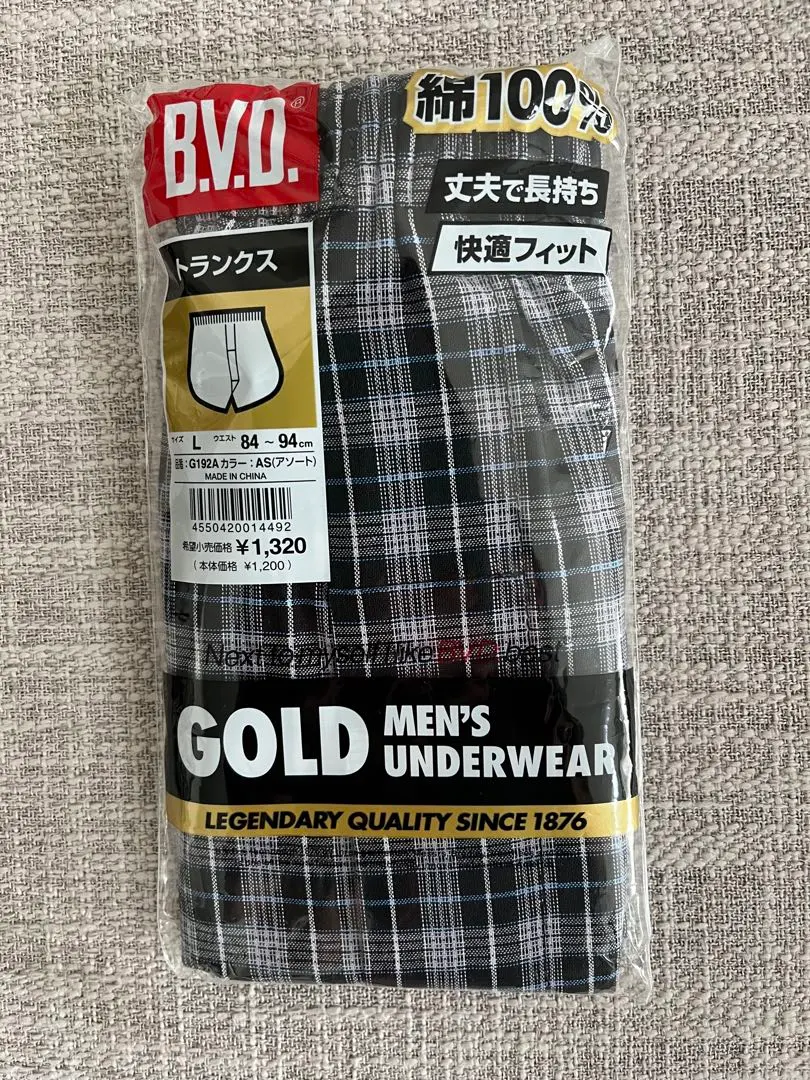 B.V.D.®
綿100%
丈夫で長持ち
快適フィット
トランクス
サイズ L ウエスト 84~94cm
品番:G192A カラー:AS(アソート)
MADE IN CHINA
4550420014492
希望小売価格 ¥1,320
(本体価格 ¥1,200)
Next to myself I like B.V.D. best
GOLD MEN'S UNDERWEAR
LEGENDARY QUALITY SINCE 1876